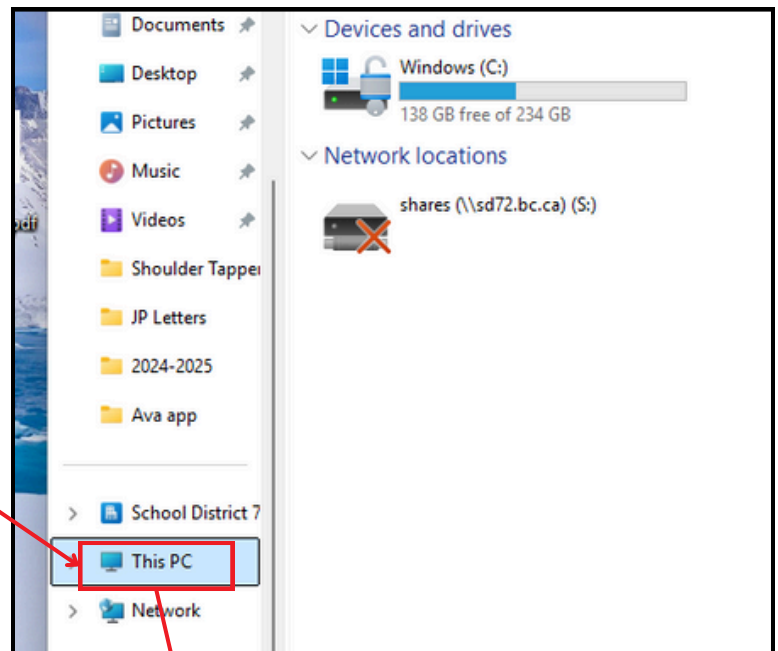 Documents
Desktop
Pictures
Music
Videos
Shoulder Tapper
JP Letters
2024-2025
Ava app
School District 7
This PC
Network
Devices and drives
Windows (C:)
138 GB free of 234 GB
Network locations
shares (\\sd72.bc.ca) (S:)
pdf